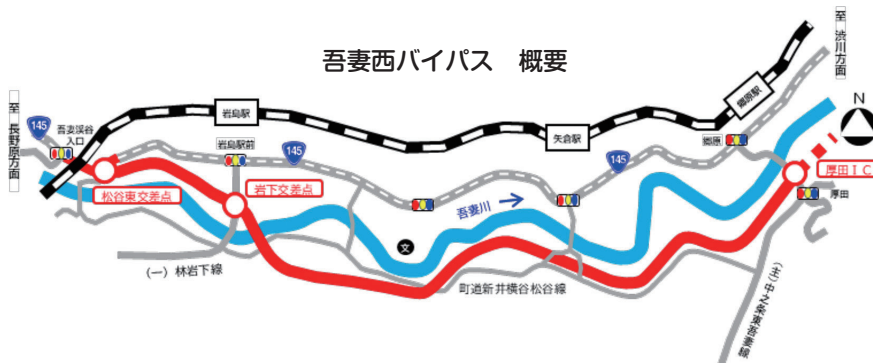 吾妻西バイパス　概要
至 渋川方面
郷原駅
岩島駅
N
145
吾妻渓谷
入口
至 長野原方面
岩島駅前
145
矢倉駅
145
郷原
厚田ＩＣ
厚田
松谷東交差点
岩下交差点
吾妻川
文
(一) 林岩下線
町道新井横谷松谷線
(主)中之条東吾妻線